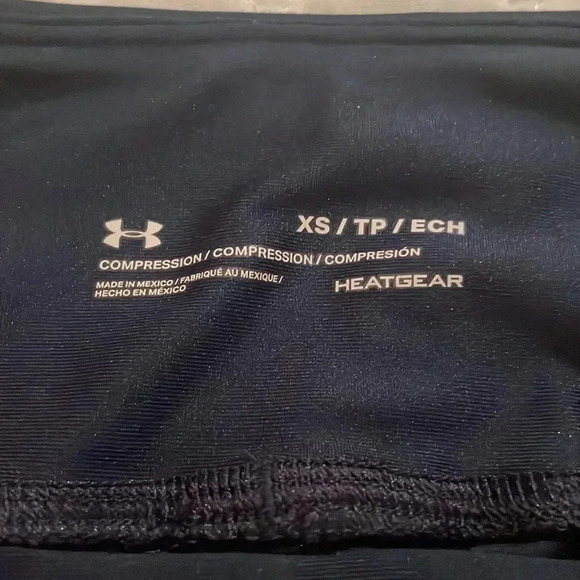 XS / TP / ECH
COMPRESSION / COMPRESSION / COMPRESIÓN
MADE IN MEXICO / FABRIQUÉ AU MEXIQUE /
HECHO EN MÉXICO
HEATGEAR